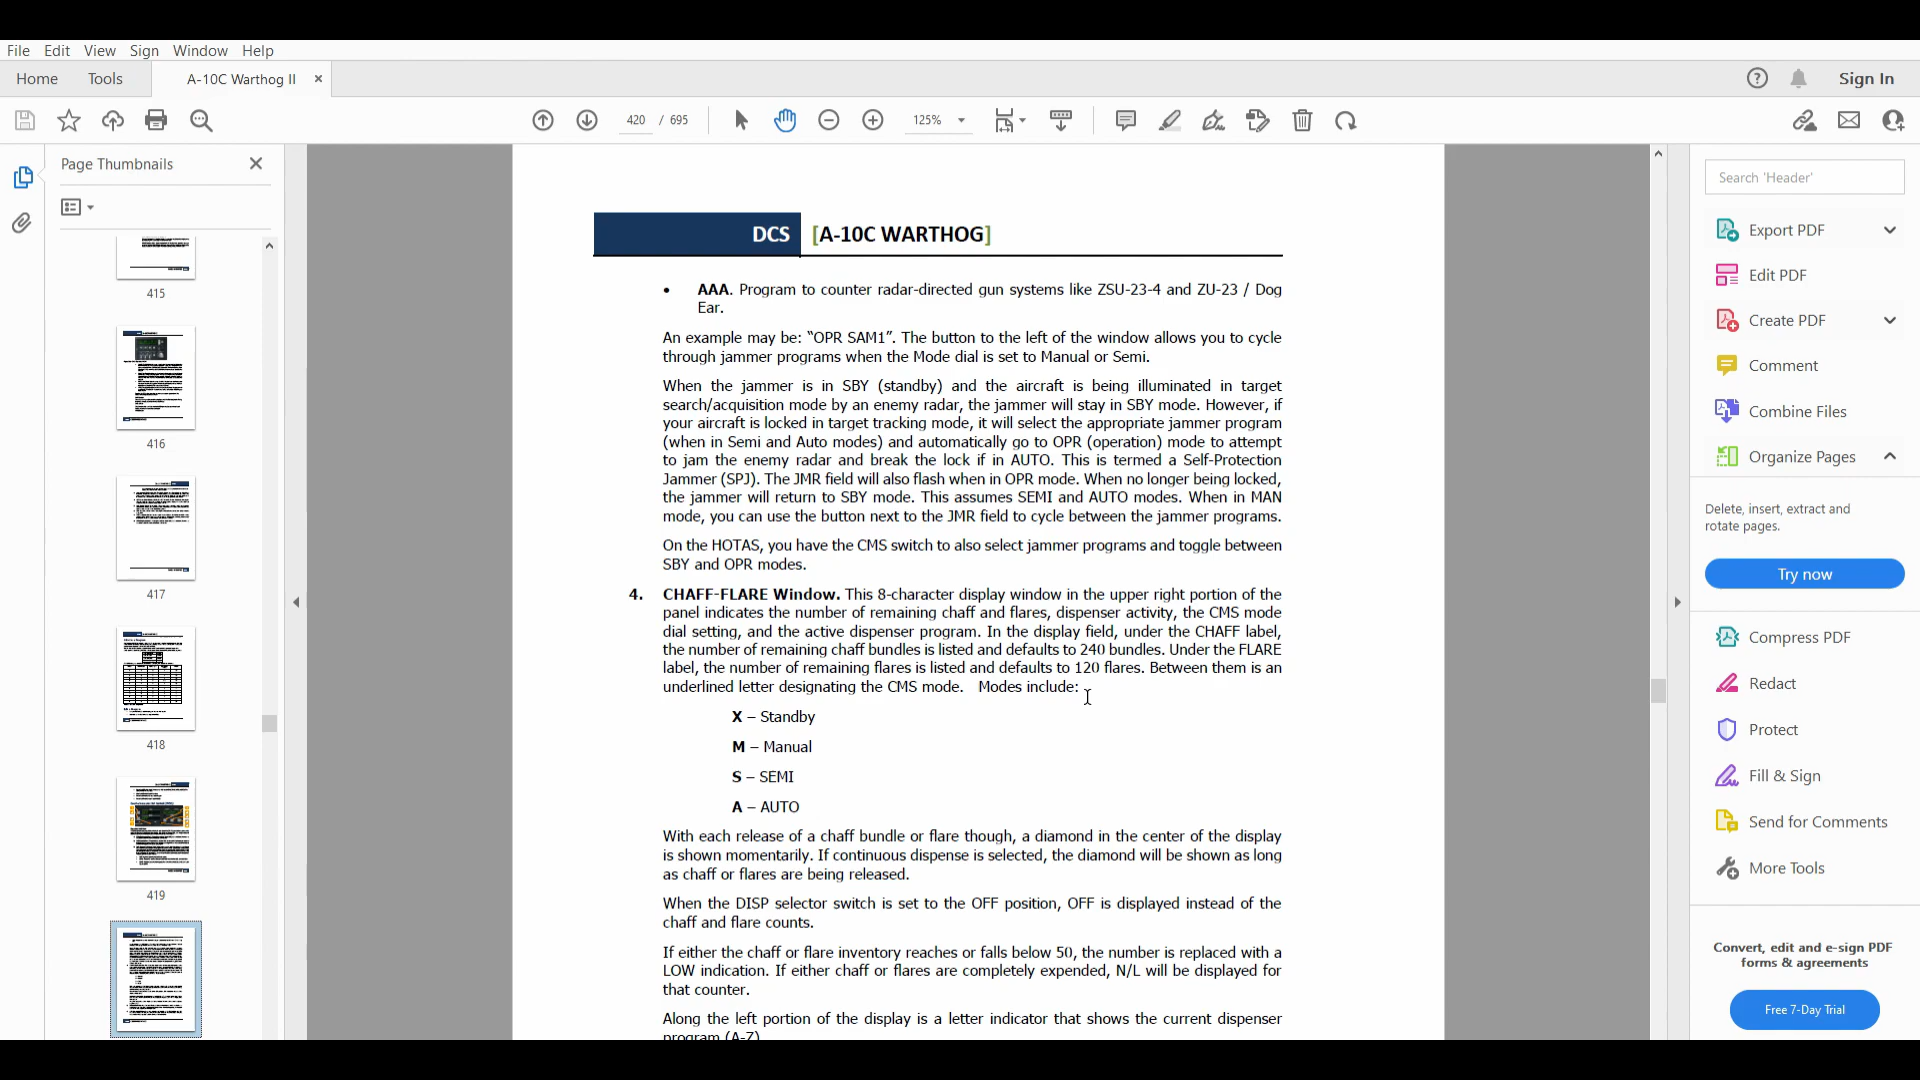 File Edit View Sign Window Help
Home Tools A-10C Warthog II × Sign In
420 / 695 125%
Page Thumbnails
415
416
417
418
419
DCS [A-10C WARTHOG]
• AAA. Program to counter radar-directed gun systems like ZSU-23-4 and ZU-23 / Dog
Ear.
An example may be: “OPR SAM1”. The button to the left of the window allows you to cycle
through jammer programs when the Mode dial is set to Manual or Semi.
When the jammer is in SBY (standby) and the aircraft is being illuminated in target
search/acquisition mode by an enemy radar, the jammer will stay in SBY mode. However, if
your aircraft is locked in target tracking mode, it will select the appropriate jammer program
(when in Semi and Auto modes) and automatically go to OPR (operation) mode to attempt
to jam the enemy radar and break the lock if in AUTO. This is termed a Self-Protection
Jammer (SPJ). The JMR field will also flash when in OPR mode. When no longer being locked,
the jammer will return to SBY mode. This assumes SEMI and AUTO modes. When in MAN
mode, you can use the button next to the JMR field to cycle between the jammer programs.
On the HOTAS, you have the CMS switch to also select jammer programs and toggle between
SBY and OPR modes.
4. CHAFF-FLARE Window. This 8-character display window in the upper right portion of the
panel indicates the number of remaining chaff and flares, dispenser activity, the CMS mode
dial setting, and the active dispenser program. In the display field, under the CHAFF label,
the number of remaining chaff bundles is listed and defaults to 240 bundles. Under the FLARE
label, the number of remaining flares is listed and defaults to 120 flares. Between them is an
underlined letter designating the CMS mode. Modes include:
X – Standby
M – Manual
S – SEMI
A – AUTO
With each release of a chaff bundle or flare though, a diamond in the center of the display
is shown momentarily. If continuous dispense is selected, the diamond will be shown as long
as chaff or flares are being released.
When the DISP selector switch is set to the OFF position, OFF is displayed instead of the
chaff and flare counts.
If either the chaff or flare inventory reaches or falls below 50, the number is replaced with a
LOW indication. If either chaff or flares are completely expended, N/L will be displayed for
that counter.
Along the left portion of the display is a letter indicator that shows the current dispenser
program (A-Z)
Search 'Header'
Export PDF
Edit PDF
Create PDF
Comment
Combine Files
Organize Pages
Delete, insert, extract and
rotate pages.
Try now
Compress PDF
Redact
Protect
Fill & Sign
Send for Comments
More Tools
Convert, edit and e-sign PDF
forms & agreements
Free 7-Day Trial